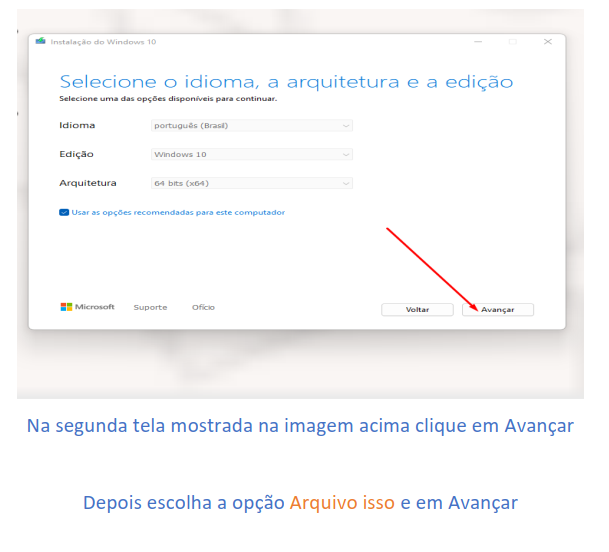 Instalação do Windows 10
Selecione o idioma, a arquitetura e a edição
Selecione uma das opções disponíveis para continuar.
Idioma português (Brasil)
Edição Windows 10
Arquitetura 64 bits (x64)
Usar as opções recomendadas para este computador
Microsoft Suporte Ofício Voltar Avançar
Na segunda tela mostrada na imagem acima clique em Avançar
Depois escolha a opção Arquivo isso e em Avançar